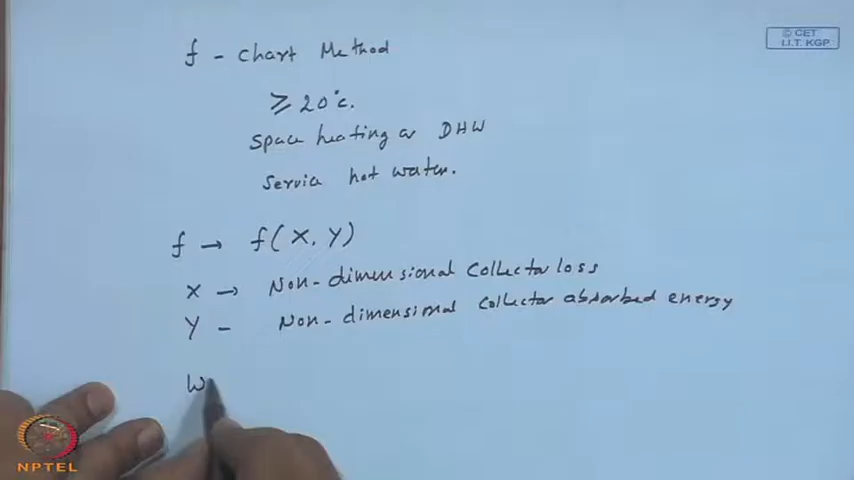 © CET
I.I.T. KGP
f - Chart Method
≥ 20°c.
Space heating or DHW
Service hot water.
f → f(X, Y)
X → Non-dimensional Collector loss
Y - Non-dimensional Collector absorbed energy
W
NPTEL